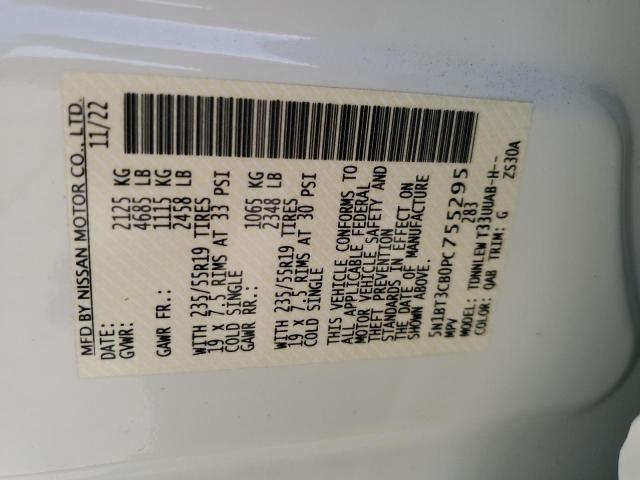 MFD BY NISSAN MOTOR CO., LTD.
DATE: 11/22
GVWR: 2125 KG
4685 LB
GAWR FR.: 1115 KG
2458 LB
WITH 235/55R19 TIRES
19 x 7.5 RIMS AT 33 PSI
COLD SINGLE
GAWR RR.: 1065 KG
2348 LB
WITH 235/55R19 TIRES
19 x 7.5 RIMS AT 30 PSI
COLD SINGLE
THIS VEHICLE CONFORMS TO
ALL APPLICABLE FEDERAL
MOTOR VEHICLE SAFETY AND
THEFT PREVENTION
STANDARDS IN EFFECT ON
THE DATE OF MANUFACTURE
SHOWN ABOVE.
5N1BT3CB0PC755295
MPV 283
MODEL: TDNNLEW T33UUAB-H--
COLOR: QAB TRIM: G ZS30A